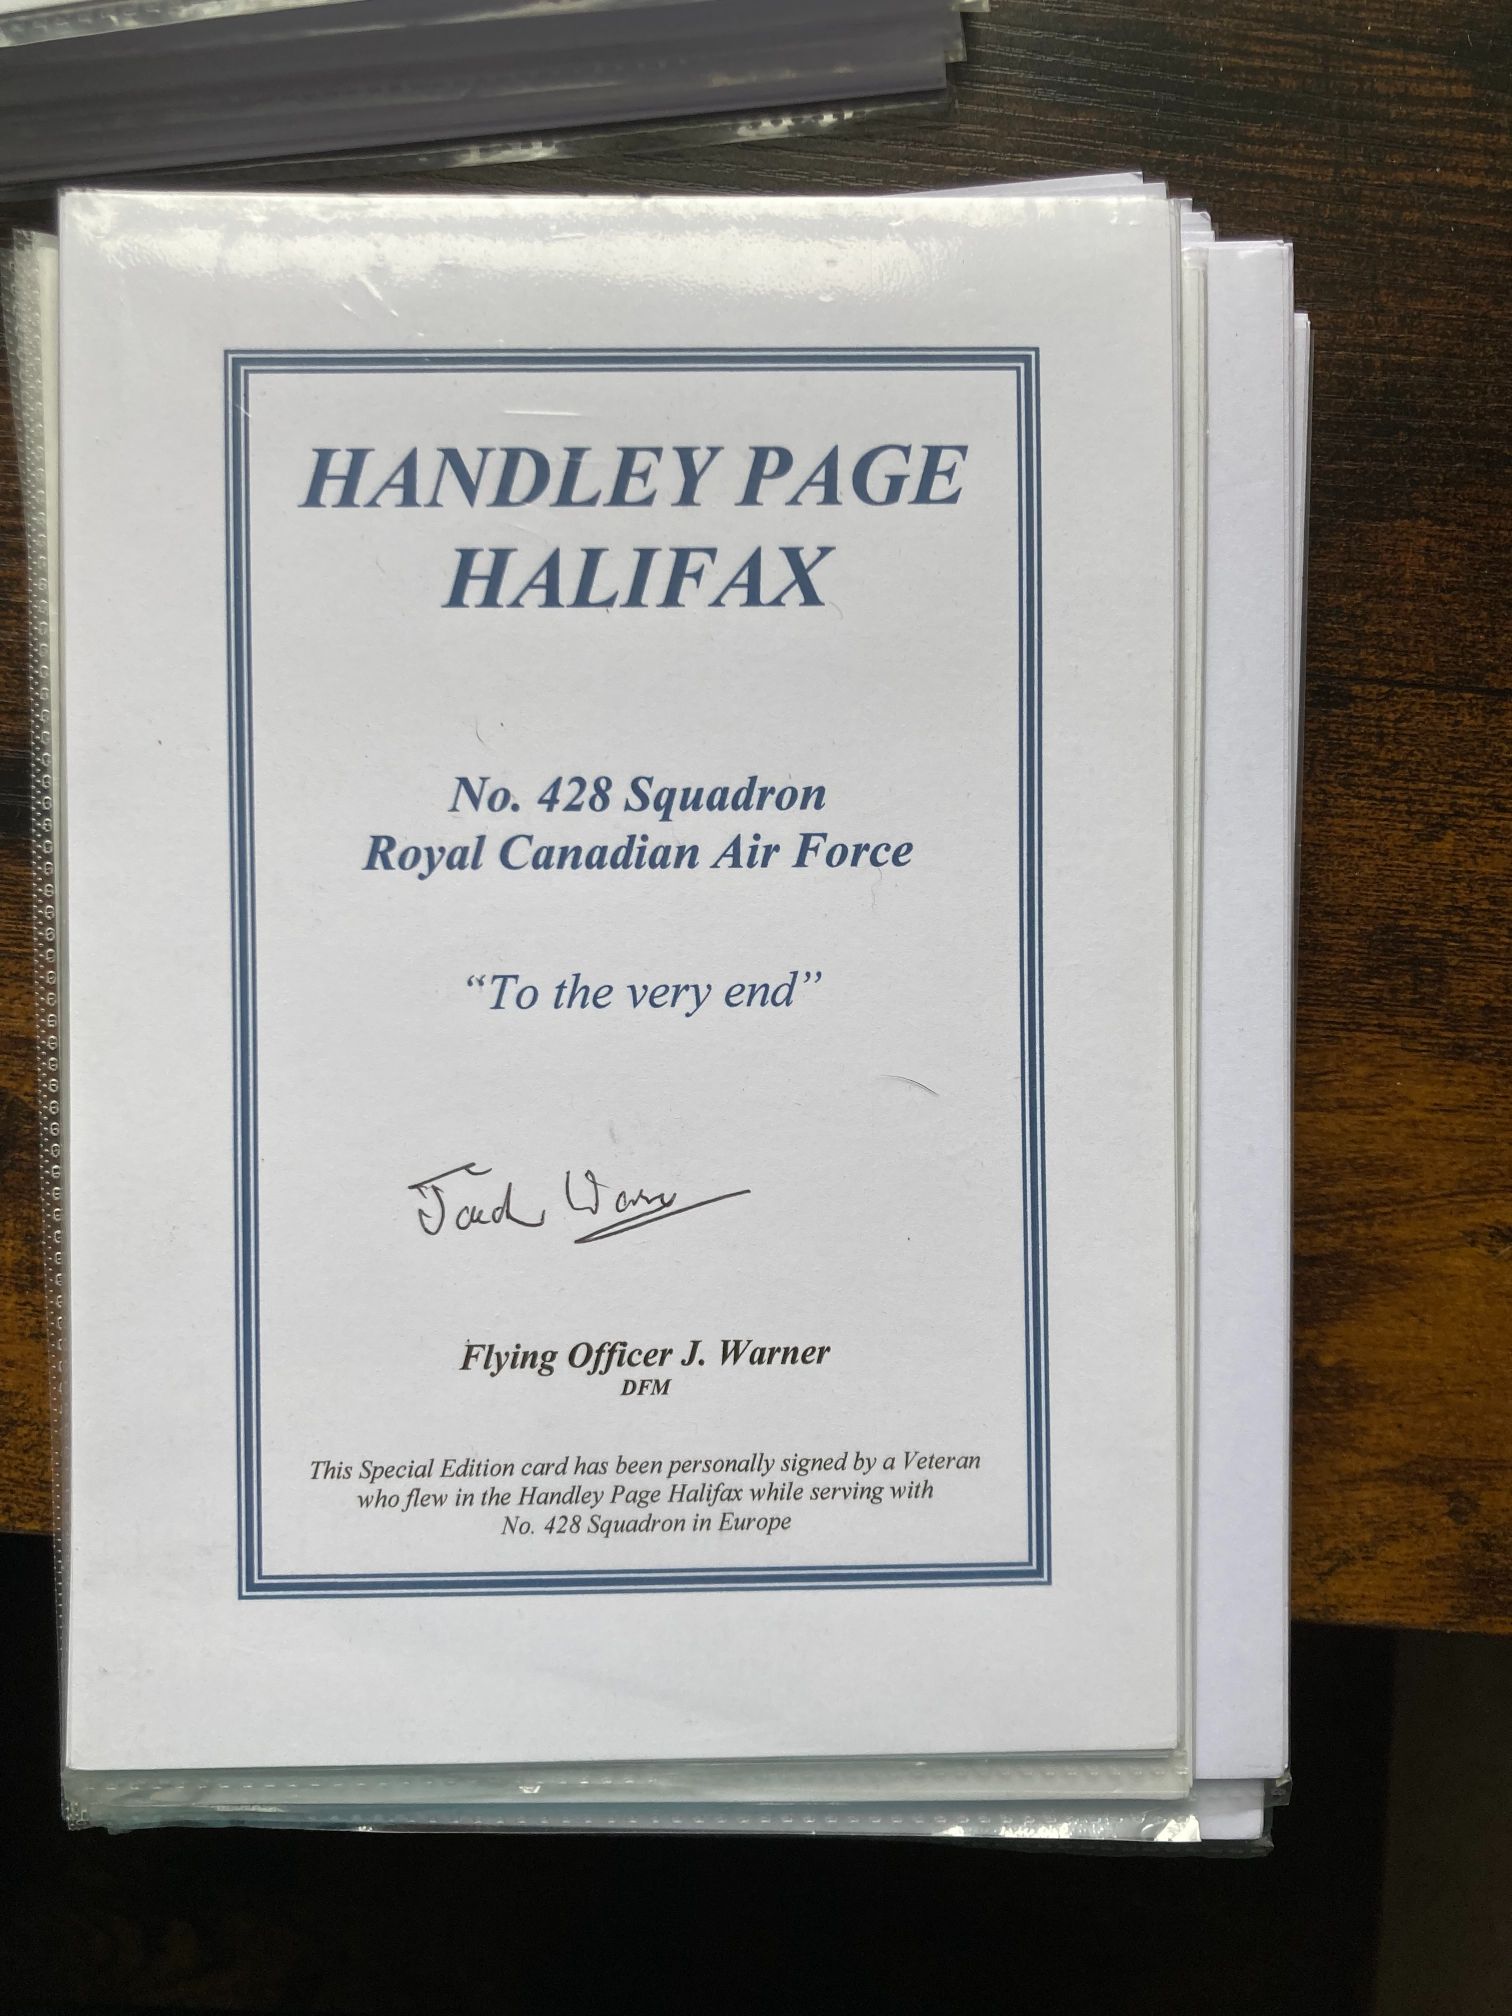 HANDLEY PAGE
HALIFAX
No. 428 Squadron
Royal Canadian Air Force
“To the very end”
Jack Warner
Flying Officer J. Warner
DFM
This Special Edition card has been personally signed by a Veteran
who flew in the Handley Page Halifax while serving with
No. 428 Squadron in Europe